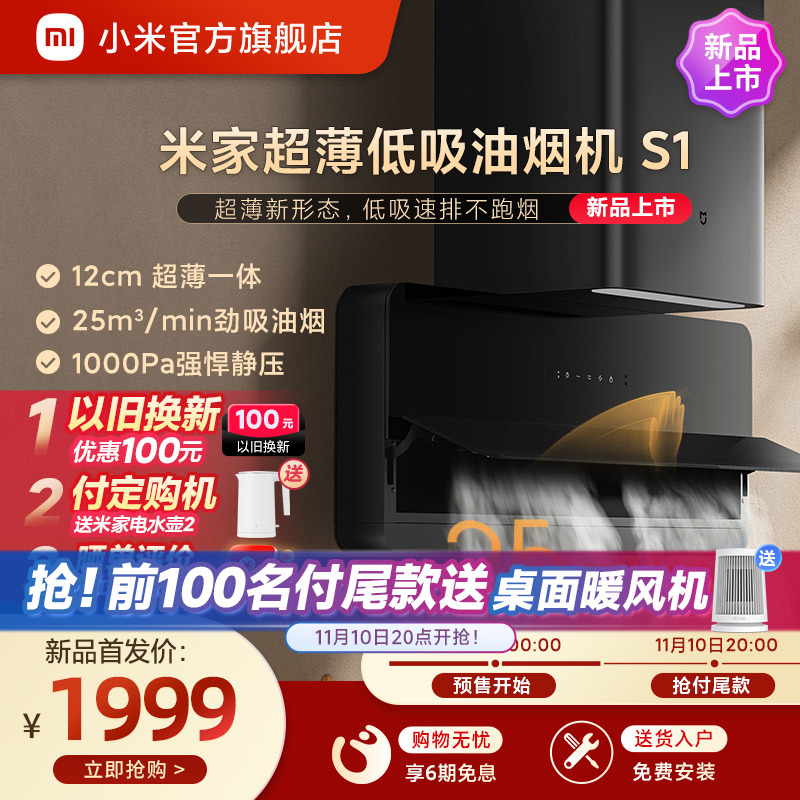 小米官方旗舰店
新品
上市
米家超薄低吸油烟机 S1
超薄新形态，低吸速排不跑烟 新品上市
12cm 超薄一体
25m³/min劲吸油烟
1000Pa强悍静压
1 以旧换新
优惠100元
100元
以旧换新
2 付定购机
送米家电水壶2
送
抢！前100名付尾款送 桌面暖风机
送
11月10日20点开抢！
新品首发价：
¥1999
立即抢购 >
00:00
预售开始
11月10日20:00
抢付尾款
购物无忧
享6期免息
送货入户
免费安装